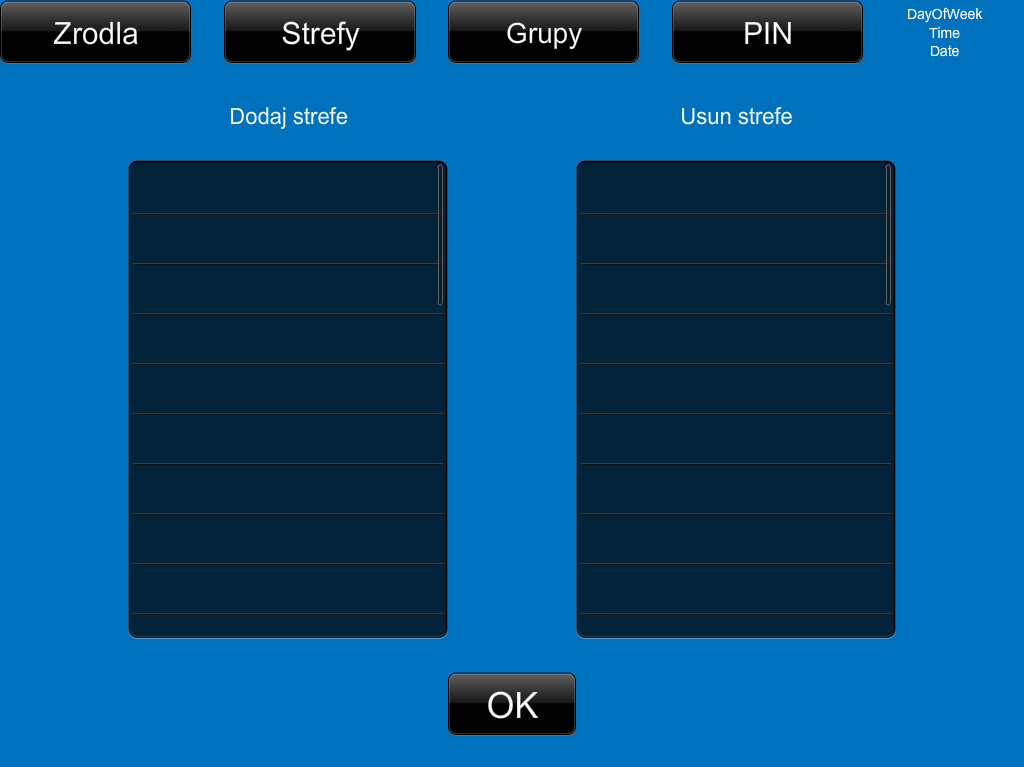 Zrodla
Strefy
Grupy
PIN
DayOfWeek
Time
Date
Dodaj strefe
Usun strefe
OK